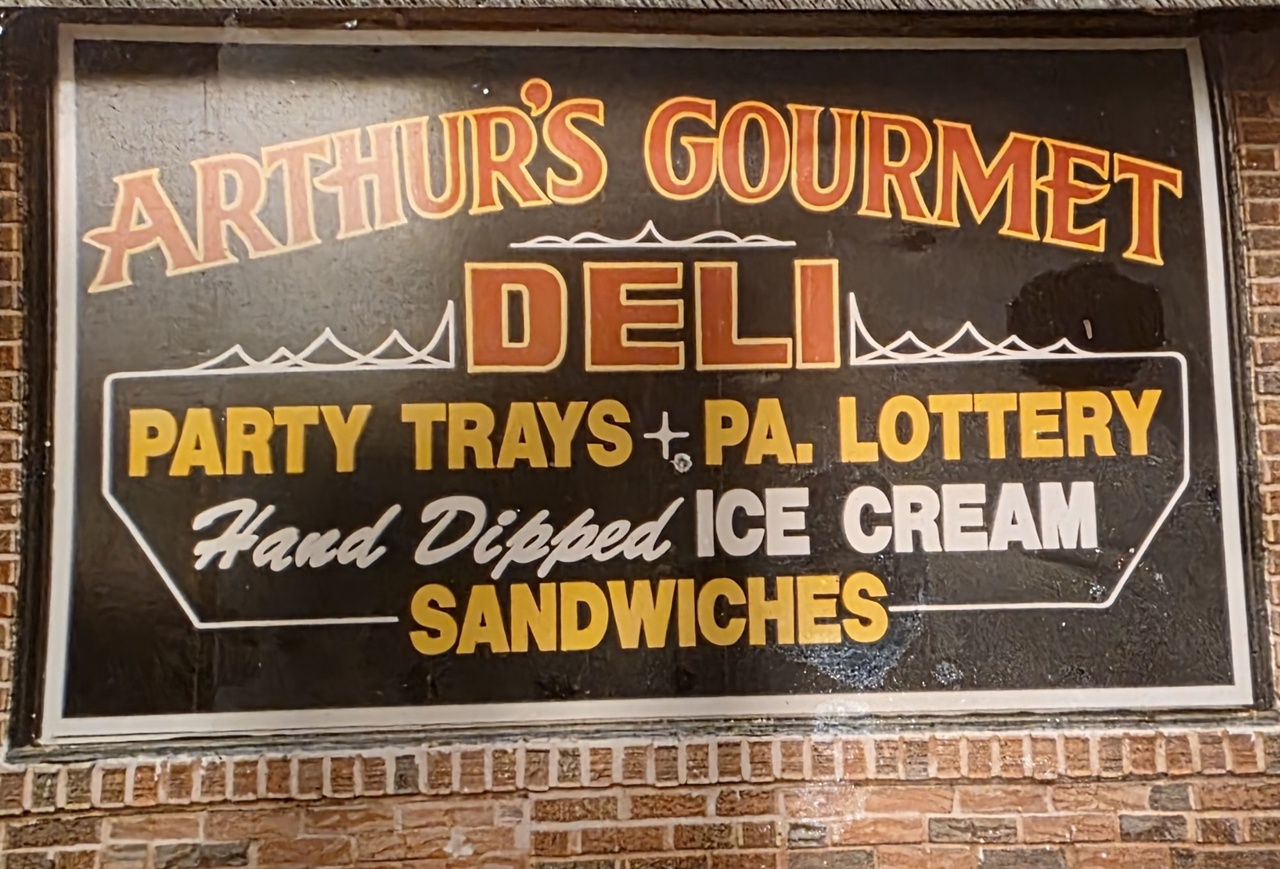 ARTHUR'S GOURMET
DELI
PARTY TRAYS + PA. LOTTERY
Hand Dipped ICE CREAM
SANDWICHES